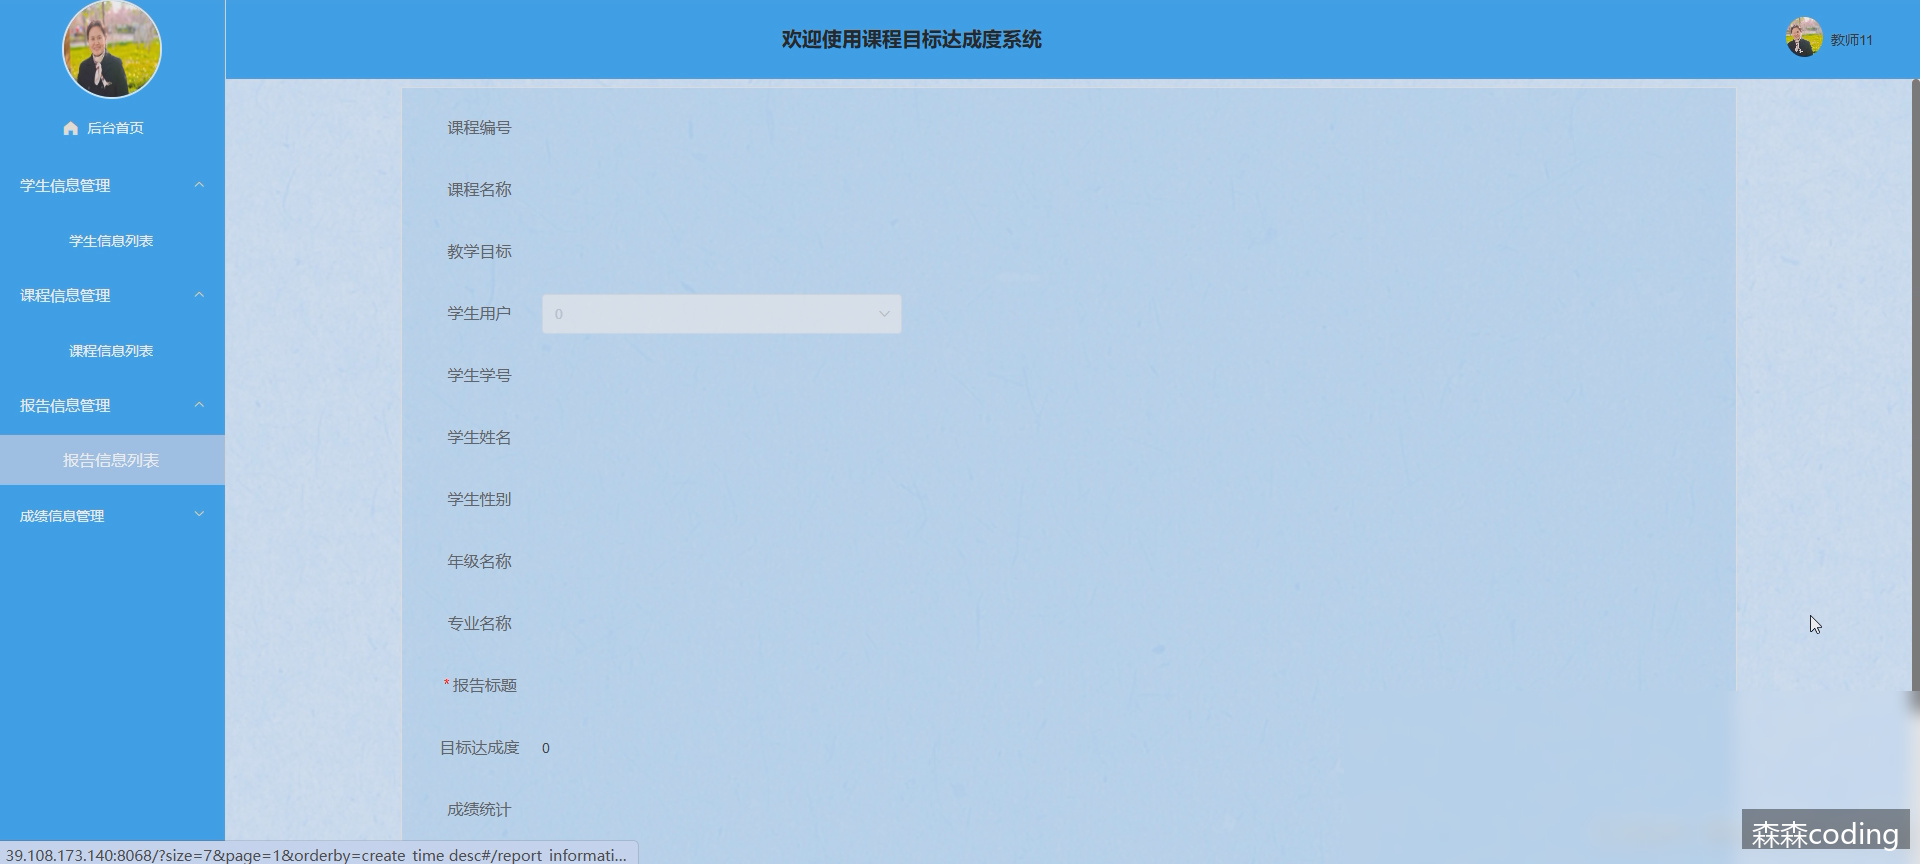 欢迎使用课程目标达成度系统
教师11
后台首页
学生信息管理
学生信息列表
课程信息管理
课程信息列表
报告信息管理
报告信息列表
成绩信息管理
课程编号
课程名称
教学目标
学生用户 0
学生学号
学生姓名
学生性别
年级名称
专业名称
*报告标题
目标达成度 0
成绩统计
39.108.173.140:8068/?size=7&page=1&orderby=create_time desc#/report_informati...
森森coding